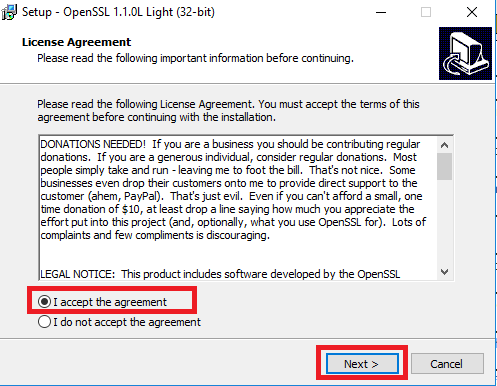 Setup - OpenSSL 1.1.0L Light (32-bit)
License Agreement
Please read the following important information before continuing.
Please read the following License Agreement. You must accept the terms of this
agreement before continuing with the installation.
DONATIONS NEEDED!  If you are a business you should be contributing regular
donations.  If you are a generous individual, consider regular donations.  Most
people simply take and run - leaving me to foot the bill.  That's not nice.  Some
businesses even drop their customers onto me to provide direct support to the
customer (ahem, PayPal).  That's just evil.  Even if you can't afford a small, one
time donation of $10, at least drop a line saying how much you appreciate the
effort put into this project (and, optionally, what you use OpenSSL for).  Lots of
complaints and few compliments is discouraging.
LEGAL NOTICE:  This product includes software developed by the OpenSSL
I accept the agreement
I do not accept the agreement
Next >
Cancel